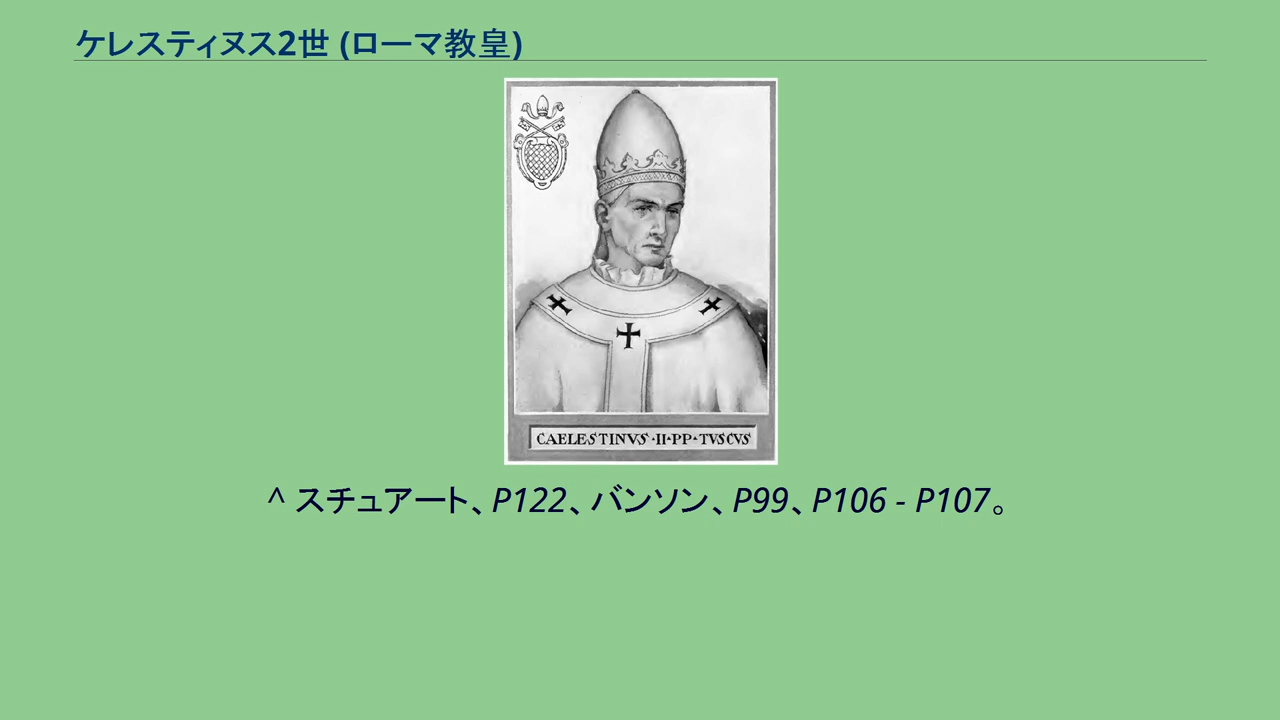 ケレスティヌス2世 (ローマ教皇)
CAELESTINVS·II·PP·TVSCVS
^ スチュアート、P122、バンソン、P99、P106 - P107。